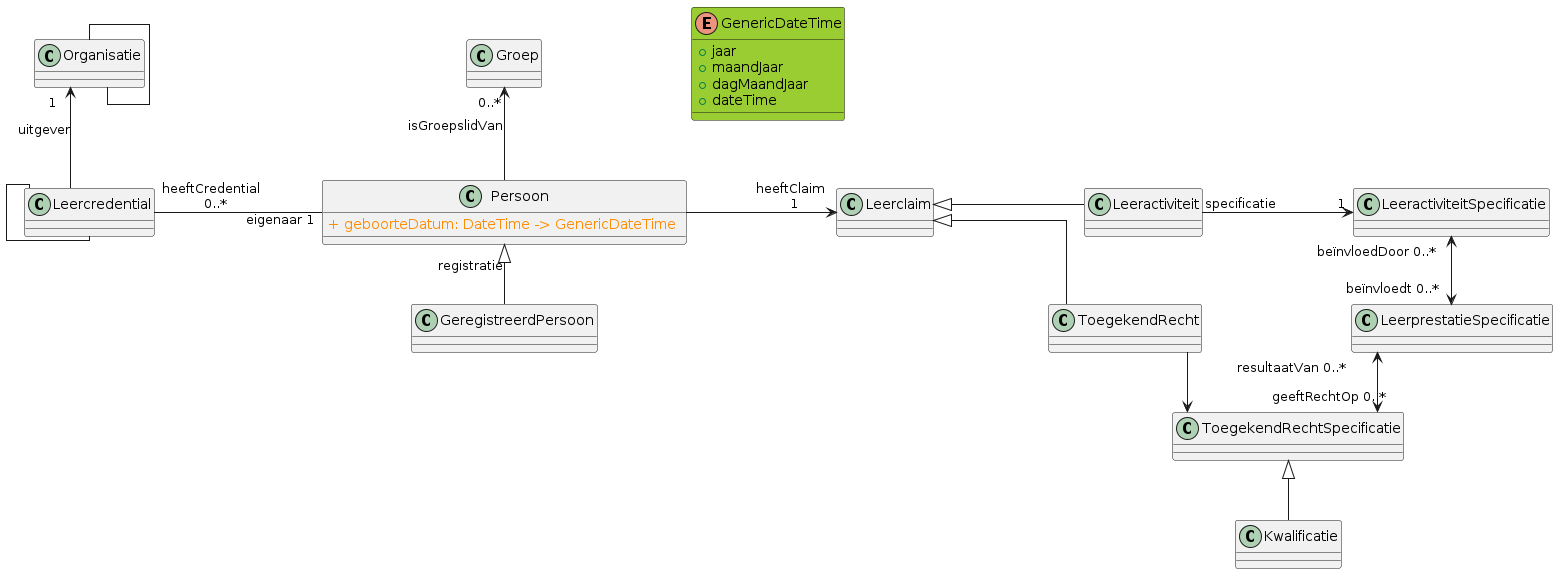 E GenericDateTime
jaar
maandJaar
dagMaandJaar
dateTime
C Organisatie
C Groep
1
0..*
uitgever
isGroepslidVan
heeftCredential
0..*
C Persoon
heeftClaim
1
C Leercredential
eigenaar 1
+ geboorteDatum: DateTime -> GenericDateTime
C Leerclaim
C Leeractiviteit
specificatie
1
C LeeractiviteitSpecificatie
registratie
beïnvloedDoor 0..*
beïnvloedt 0..*
C GeregistreerdPersoon
C ToegekendRecht
C LeerprestatieSpecificatie
resultaatVan 0..*
geeftRechtOp 0..*
C ToegekendRechtSpecificatie
C Kwalificatie